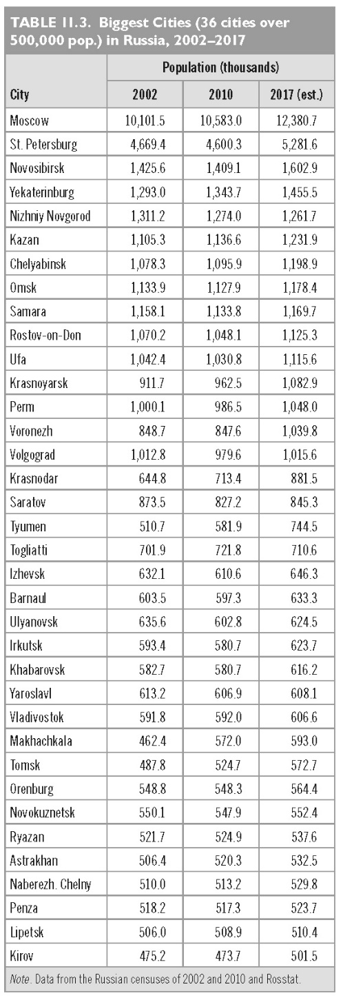 TABLE 11.3. Biggest Cities (36 cities over
500,000 pop.) in Russia, 2002–2017
Population (thousands)
City 2002 2010 2017 (est.)
Moscow 10,101.5 10,583.0 12,380.7
St. Petersburg 4,669.4 4,600.3 5,281.6
Novosibirsk 1,425.6 1,409.1 1,602.9
Yekaterinburg 1,293.0 1,343.7 1,455.5
Nizhniy Novgorod 1,311.2 1,274.0 1,261.7
Kazan 1,105.3 1,136.6 1,231.9
Chelyabinsk 1,078.3 1,095.9 1,198.9
Omsk 1,133.9 1,127.9 1,178.4
Samara 1,158.1 1,133.8 1,169.7
Rostov-on-Don 1,070.2 1,048.1 1,125.3
Ufa 1,042.4 1,030.8 1,115.6
Krasnoyarsk 911.7 962.5 1,082.9
Perm 1,000.1 986.5 1,048.0
Voronezh 848.7 847.6 1,039.8
Volgograd 1,012.8 979.6 1,015.6
Krasnodar 644.8 713.4 881.5
Saratov 873.5 827.2 845.3
Tyumen 510.7 581.9 744.5
Togliatti 701.9 721.8 710.6
Izhevsk 632.1 610.6 646.3
Barnaul 603.5 597.3 633.3
Ulyanovsk 635.6 602.8 624.5
Irkutsk 593.4 580.7 623.7
Khabarovsk 582.7 580.7 616.2
Yaroslavl 613.2 606.9 608.1
Vladivostok 591.8 592.0 606.6
Makhachkala 462.4 572.0 593.0
Tomsk 487.8 524.7 572.7
Orenburg 548.8 548.3 564.4
Novokuznetsk 550.1 547.9 552.4
Ryazan 521.7 524.9 537.6
Astrakhan 506.4 520.3 532.5
Naberezh. Chelny 510.0 513.2 529.8
Penza 518.2 517.3 523.7
Lipetsk 506.0 508.9 510.4
Kirov 475.2 473.7 501.5
Note. Data from the Russian censuses of 2002 and 2010 and Rosstat.